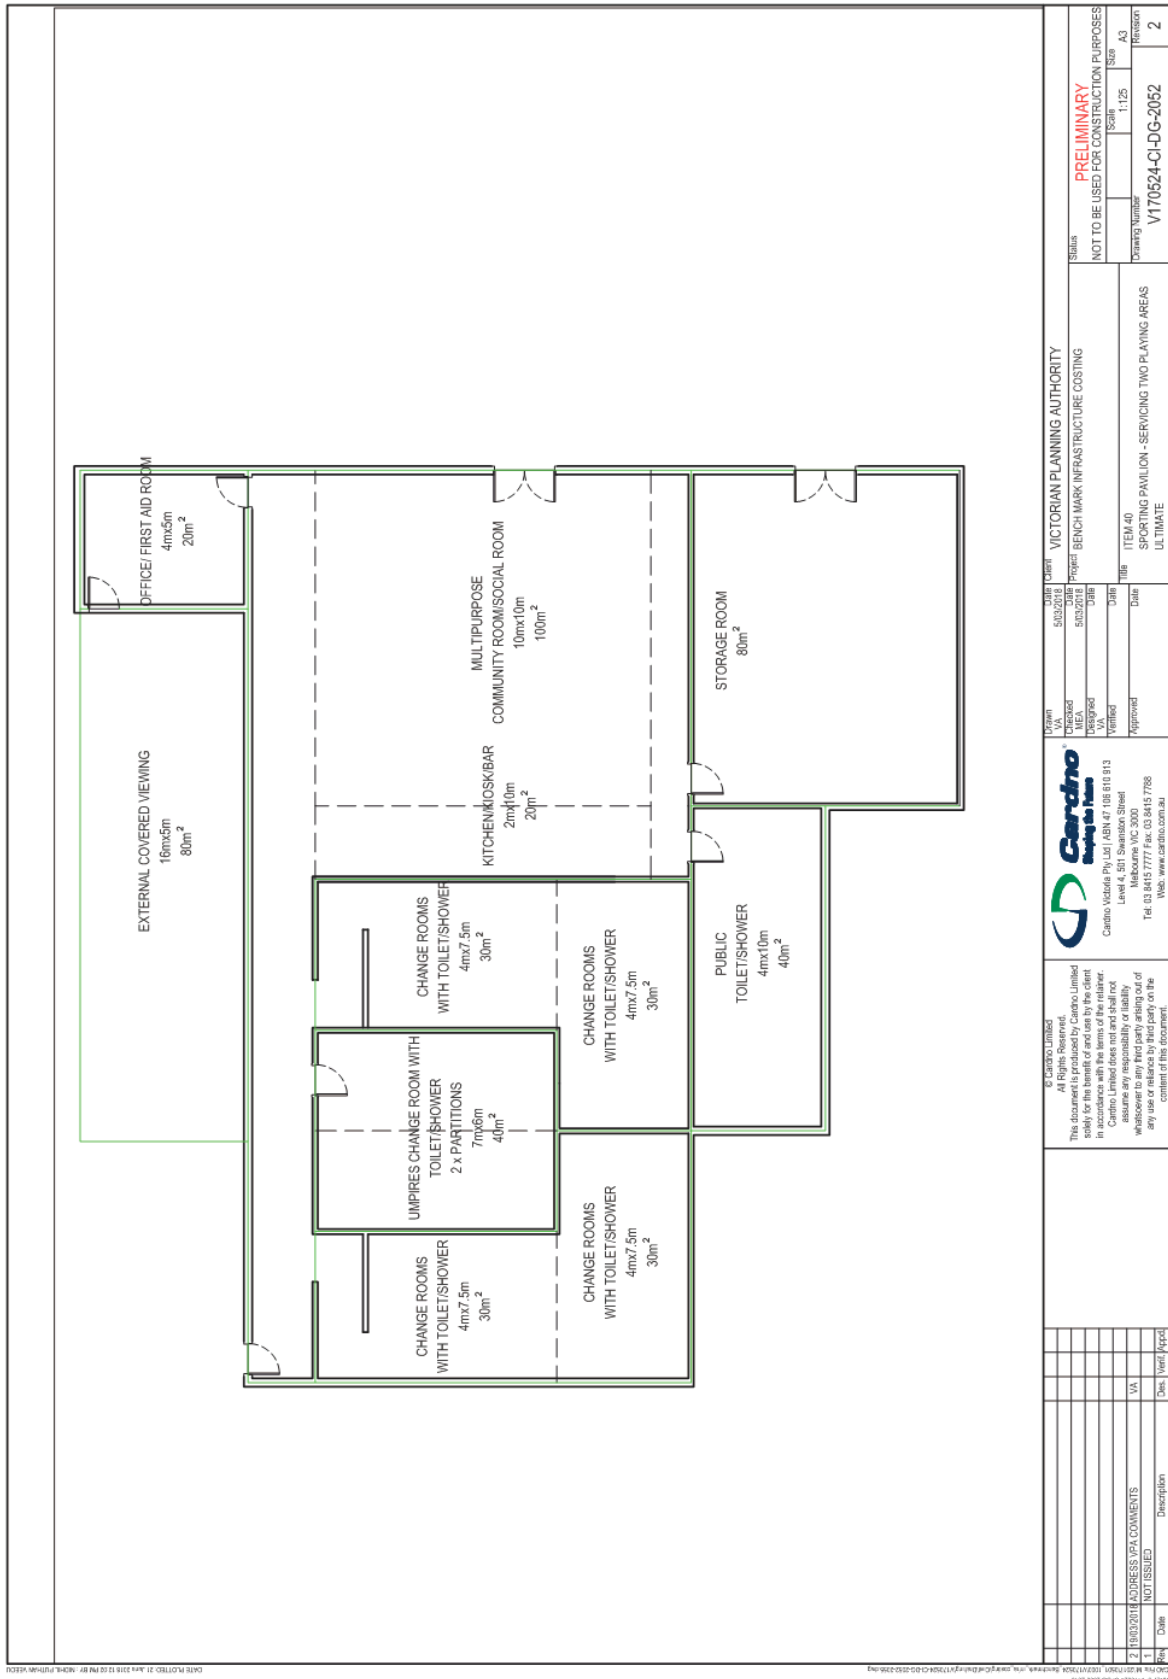 EXTERNAL COVERED VIEWING
16mx5m
80m²
OFFICE/ FIRST AID ROOM
4mx5m
20m²
CHANGE ROOMS
WITH TOILET/SHOWER
4mx7.5m
30m²
UMPIRES CHANGE ROOM WITH
TOILET/SHOWER
2 x PARTITIONS
7mx6m
40m²
CHANGE ROOMS
WITH TOILET/SHOWER
4mx7.5m
30m²
KITCHEN/KIOSK/BAR
2mx10m
20m²
MULTIPURPOSE
COMMUNITY ROOM/SOCIAL ROOM
10mx10m
100m²
CHANGE ROOMS
WITH TOILET/SHOWER
4mx7.5m
30m²
CHANGE ROOMS
WITH TOILET/SHOWER
4mx7.5m
30m²
PUBLIC
TOILET/SHOWER
4mx10m
40m²
STORAGE ROOM
80m²
2 19/03/2018 ADDRESS VPA COMMENTS VA
1 NOT ISSUED
Rev. Date Description Des. Verif. Appd.
© Cardno Limited
All Rights Reserved.
This document is produced by Cardno Limited
solely for the benefit of and use by the client
in accordance with the terms of the retainer.
Cardno Limited does not and shall not
assume any responsibility or liability
whatsoever to any third party arising out of
any use or reliance by third party on the
content of this document.
Cardno®
Shaping the Future
Cardno Victoria Pty Ltd | ABN 47 106 610 913
Level 4, 501 Swanston Street
Melbourne VIC 3000
Tel: 03 8415 7777 Fax: 03 8415 7788
Web: www.cardno.com.au
Drawn VA Date 5/03/2018
Checked MEA Date 5/03/2018
Designed VA Date
Verified Date
Approved Date
Client VICTORIAN PLANNING AUTHORITY
Project BENCH MARK INFRASTRUCTURE COSTING
Title ITEM 40
SPORTING PAVILION - SERVICING TWO PLAYING AREAS
ULTIMATE
Status PRELIMINARY
NOT TO BE USED FOR CONSTRUCTION PURPOSES
Scale 1:125 Size A3
Drawing Number V170524-CI-DG-2052 Revision 2